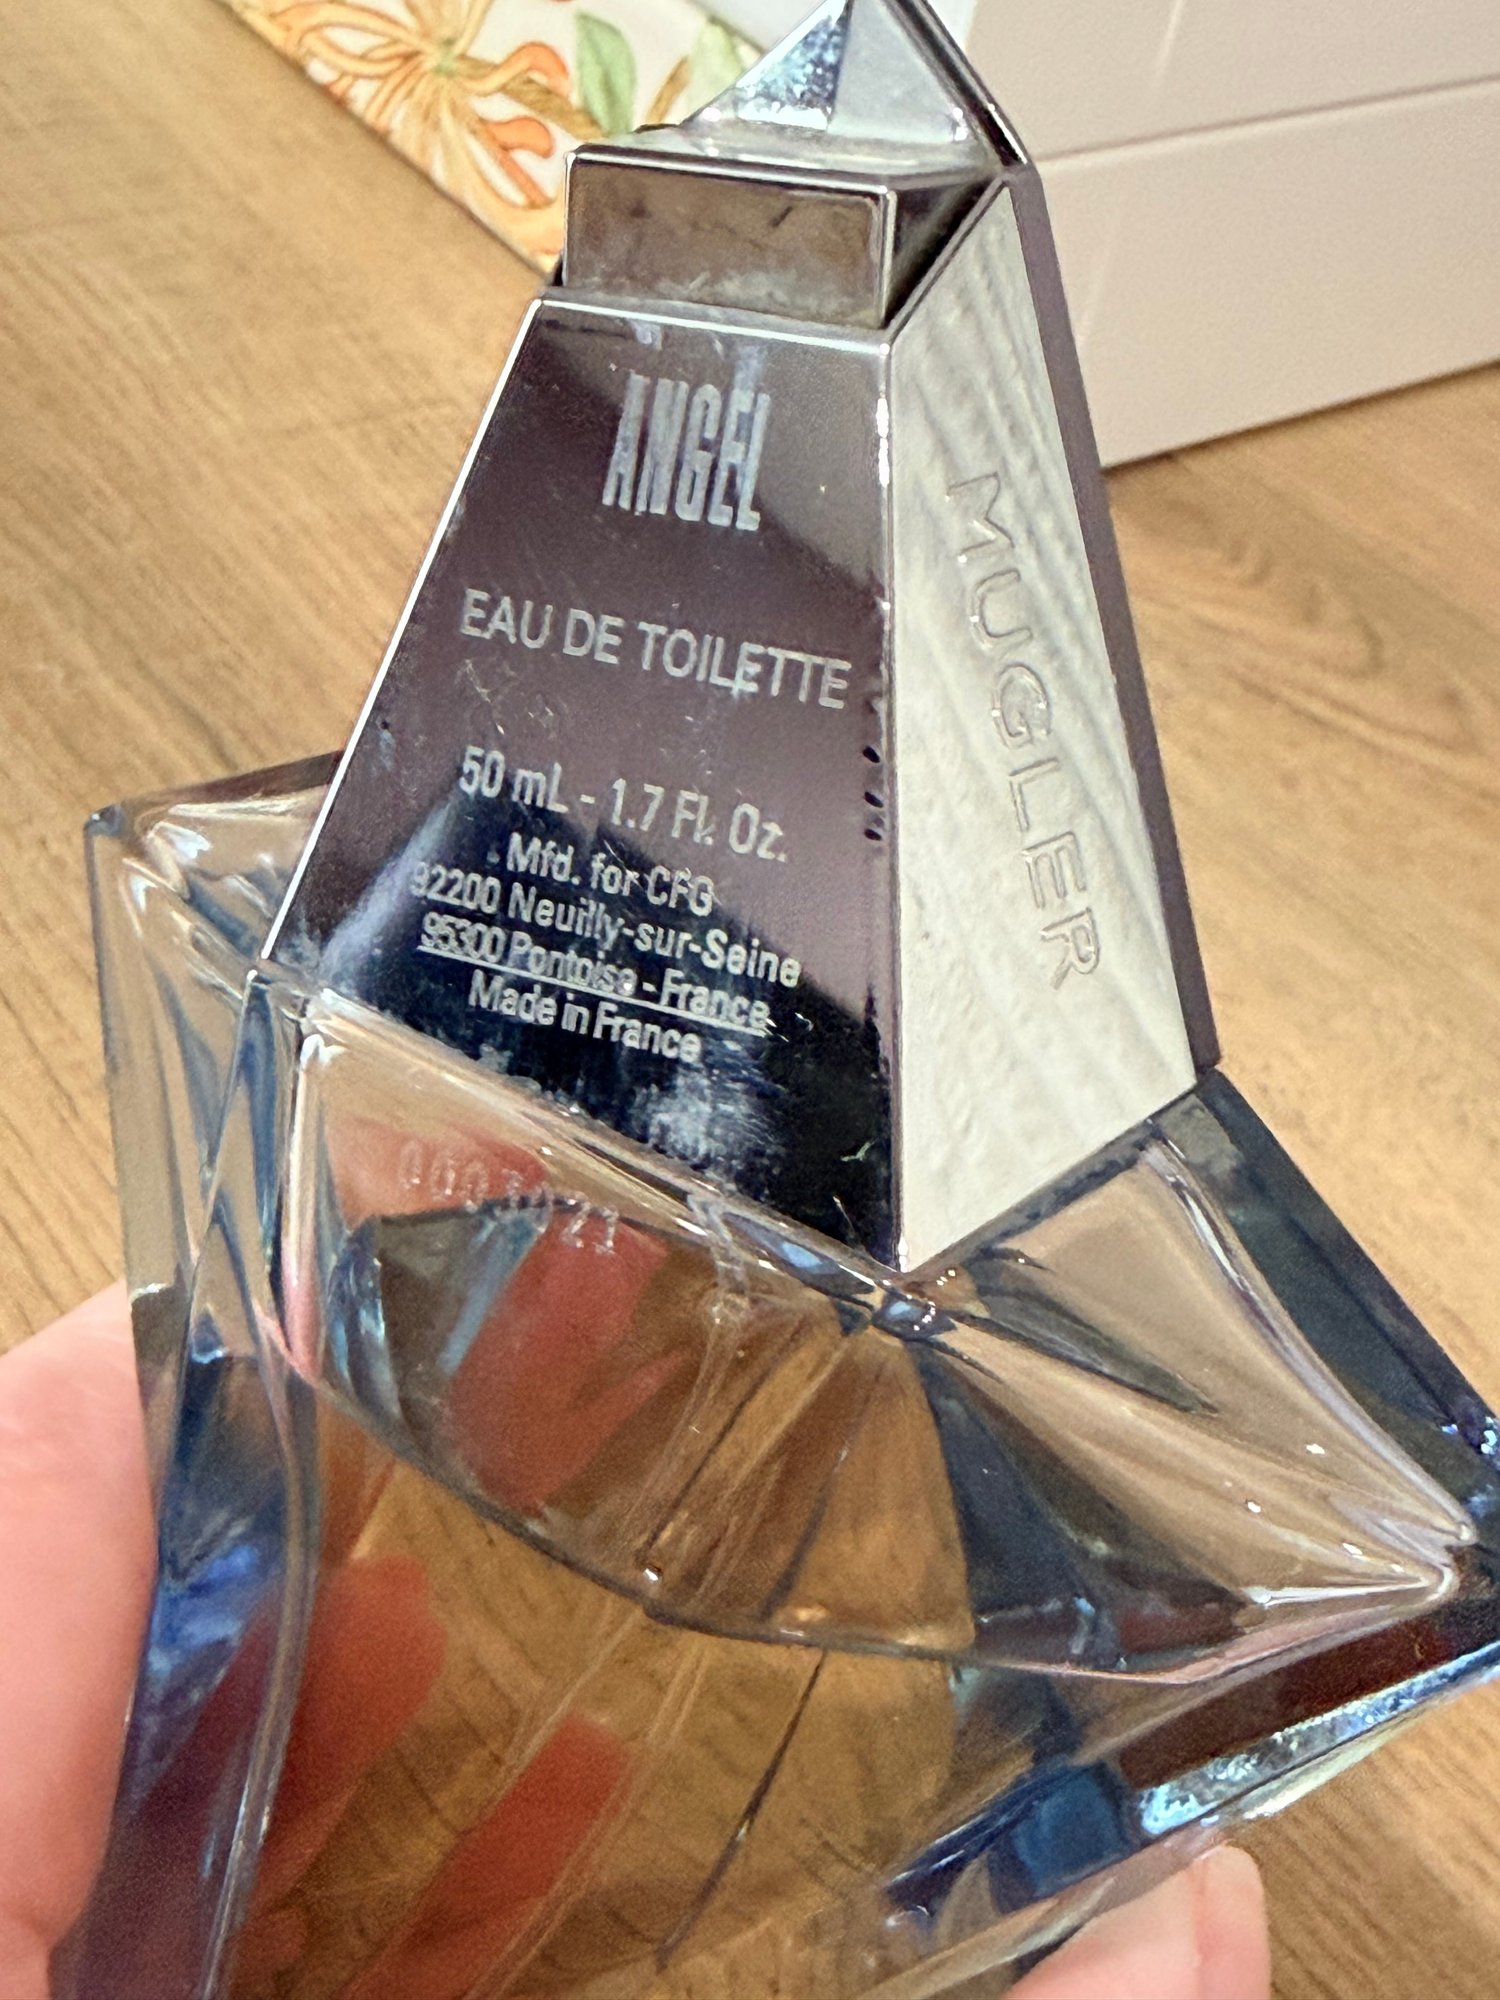 ANGEL
EAU DE TOILETTE
50 mL - 1.7 Fl. Oz.
Mfd. for CFG
92200 Neuilly-sur-Seine
95300 Pontoise - France
Made in France
MUGLER